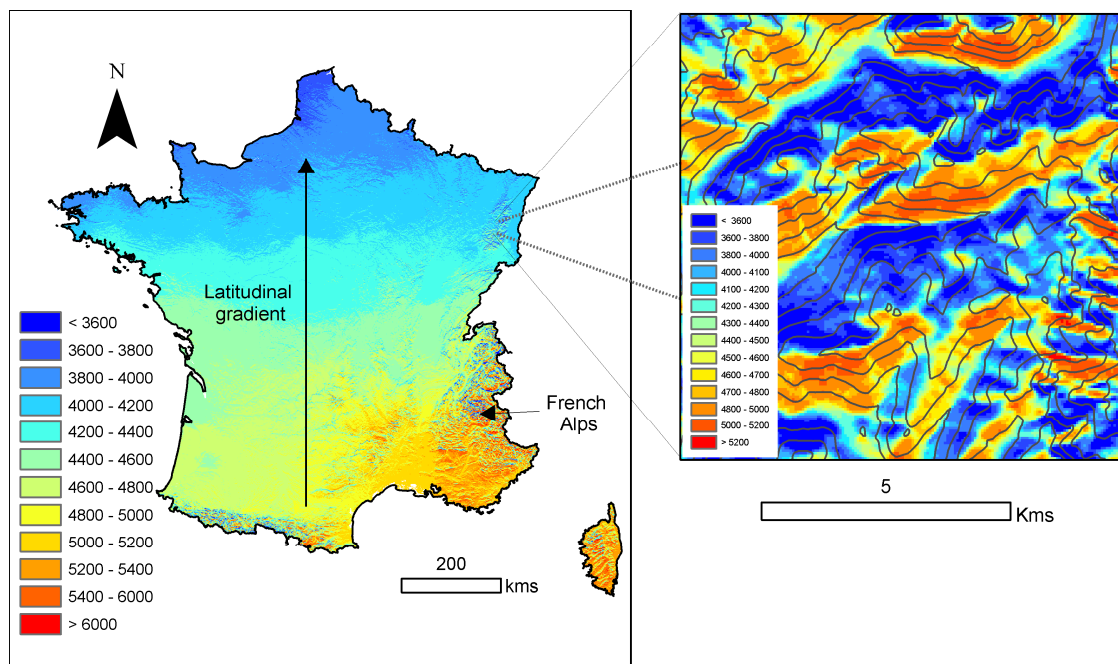 N
Latitudinal
gradient
French
Alps
< 3600
3600 - 3800
3800 - 4000
4000 - 4200
4200 - 4400
4400 - 4600
4600 - 4800
4800 - 5000
5000 - 5200
5200 - 5400
5400 - 6000
> 6000
200
kms
< 3600
3600 - 3800
3800 - 4000
4000 - 4100
4100 - 4200
4200 - 4300
4300 - 4400
4400 - 4500
4500 - 4600
4600 - 4700
4700 - 4800
4800 - 5000
5000 - 5200
> 5200
5
Kms